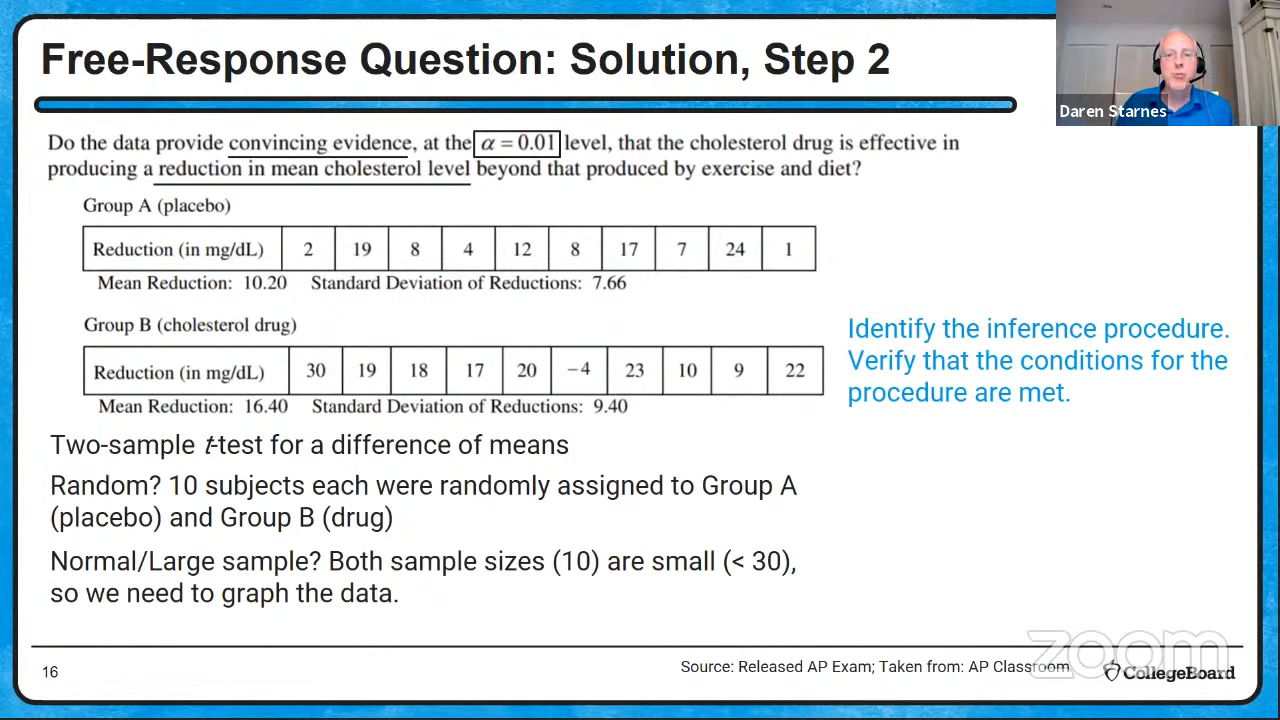 Free-Response Question: Solution, Step 2
Daren Starnes
Do the data provide convincing evidence, at the α = 0.01 level, that the cholesterol drug is effective in
producing a reduction in mean cholesterol level beyond that produced by exercise and diet?
Group A (placebo)
Reduction (in mg/dL) 2 19 8 4 12 8 17 7 24 1
Mean Reduction: 10.20 Standard Deviation of Reductions: 7.66
Group B (cholesterol drug)
Reduction (in mg/dL) 30 19 18 17 20 −4 23 10 9 22
Mean Reduction: 16.40 Standard Deviation of Reductions: 9.40
Identify the inference procedure.
Verify that the conditions for the
procedure are met.
Two-sample t-test for a difference of means
Random? 10 subjects each were randomly assigned to Group A
(placebo) and Group B (drug)
Normal/Large sample? Both sample sizes (10) are small (< 30),
so we need to graph the data.
zoom
16
Source: Released AP Exam; Taken from: AP Classroom
CollegeBoard